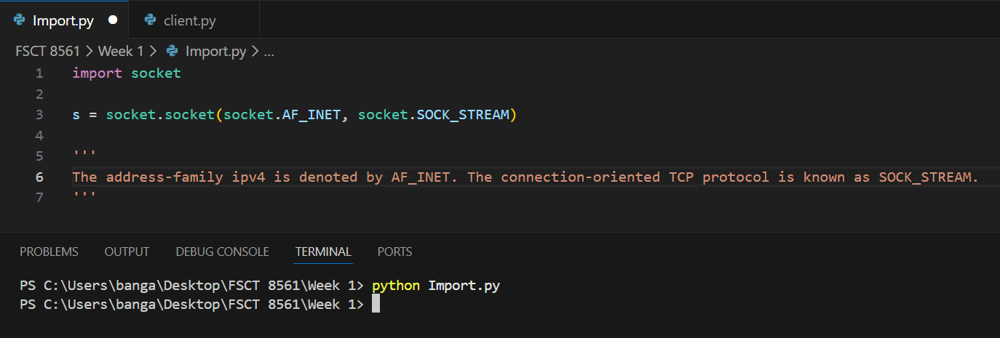 Import.py client.py
FSCT 8561 > Week 1 > Import.py > ...
1 import socket
2
3 s = socket.socket(socket.AF_INET, socket.SOCK_STREAM)
4
5 '''
6 The address-family ipv4 is denoted by AF_INET. The connection-oriented TCP protocol is known as SOCK_STREAM.
7 '''
PROBLEMS OUTPUT DEBUG CONSOLE TERMINAL PORTS
PS C:\Users\banga\Desktop\FSCT 8561\Week 1> python Import.py
PS C:\Users\banga\Desktop\FSCT 8561\Week 1>